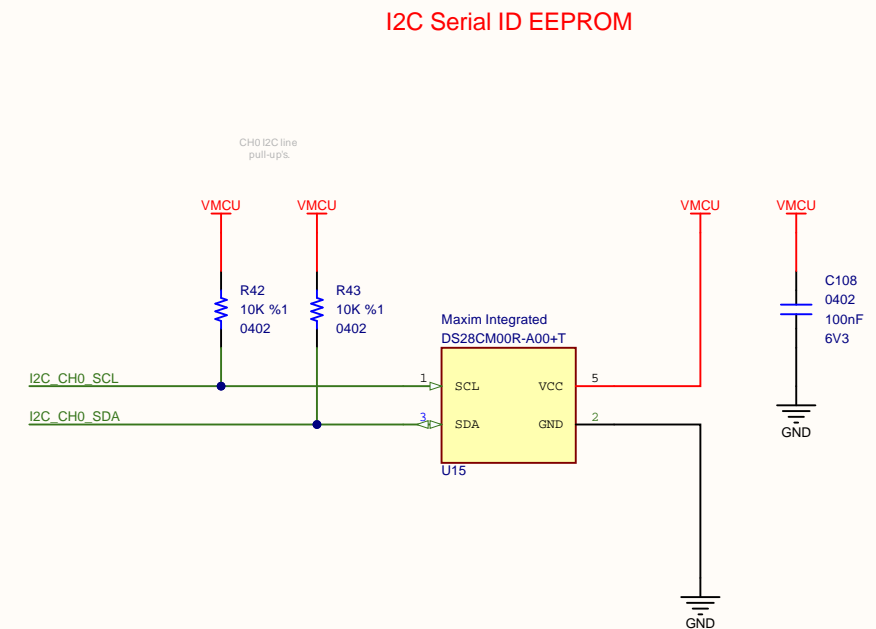 I2C Serial ID EEPROM
CH0 I2C line
pull-up's.
VMCU
VMCU
VMCU
VMCU
R42
10K %1
0402
R43
10K %1
0402
C108
0402
100nF
6V3
Maxim Integrated
DS28CM00R-A00+T
I2C_CH0_SCL
1
SCL
VCC
5
I2C_CH0_SDA
3
SDA
GND
2
U15
GND
GND